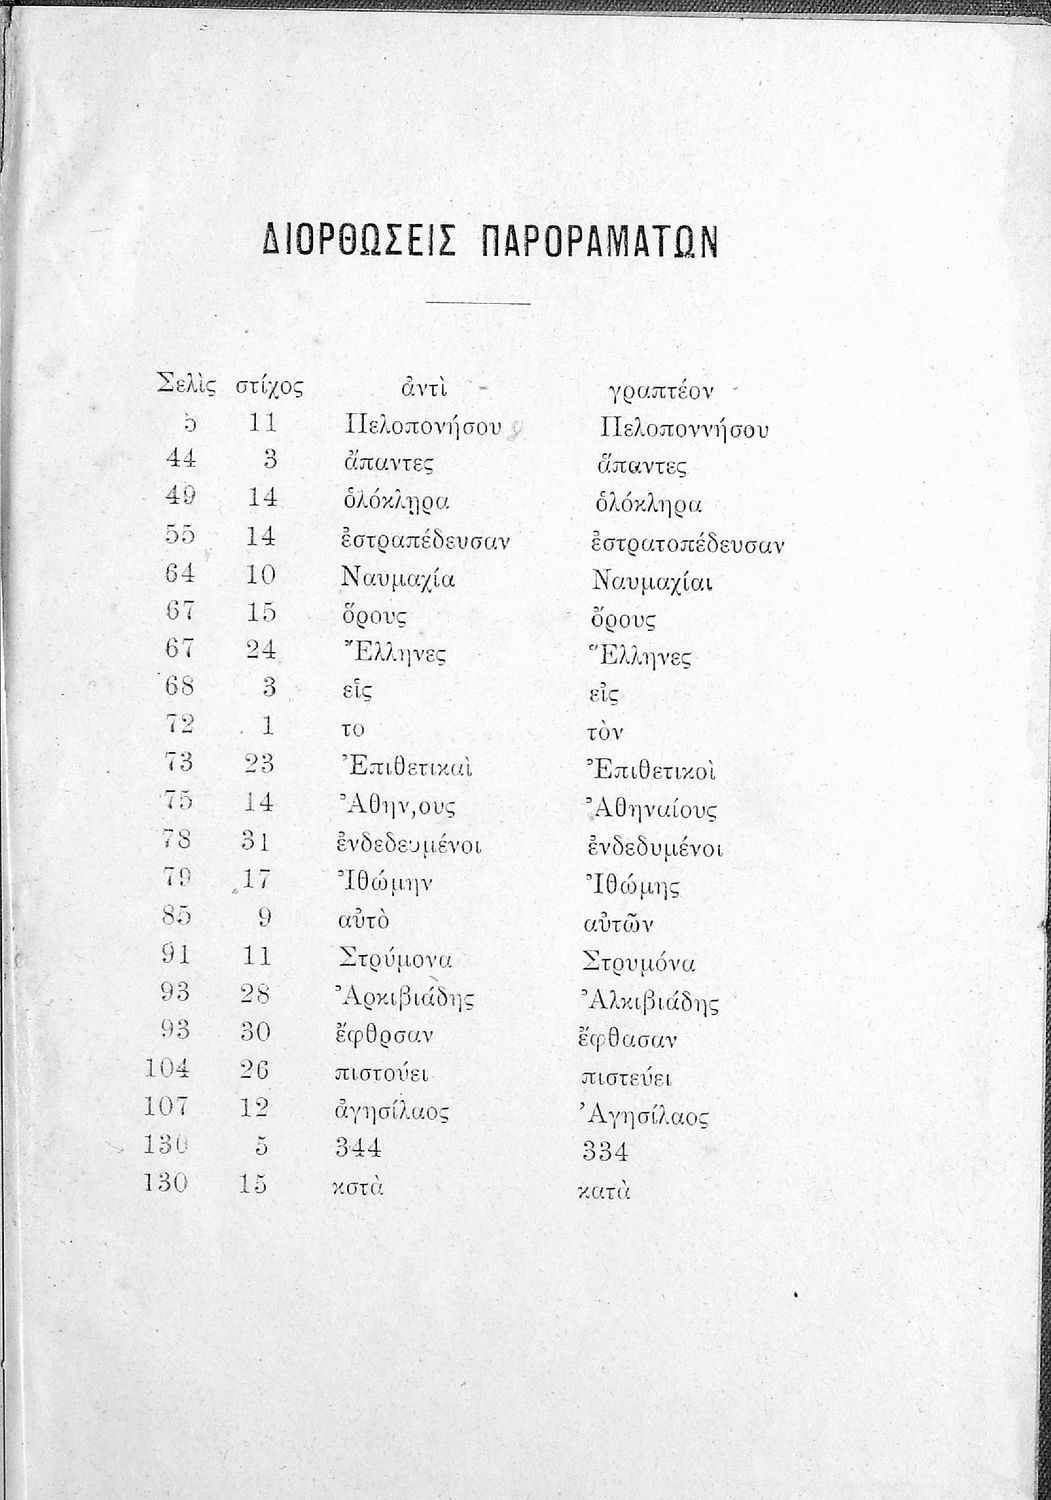 ΔΙΟΡΘΩΣΕΙΣ ΠΑΡΟΡΑΜΑΤΩΝ
Σελὶς στίχος ἀντὶ γραπτέον
5 11 Πελοπονήσου Πελοποννήσου
44 3 ἄπαντες ἅπαντες
49 14 ὁλόκληρα ὁλόκληρα
55 14 ἐστραπέδευσαν ἐστρατοπέδευσαν
64 10 Ναυμαχία Ναυμαχίαι
67 15 ὅρους ὄρους
67 24 Ἔλληνες Ἕλληνες
68 3 εἱς εἰς
72 1 το τὸν
73 23 Ἐπιθετικαὶ Ἐπιθετικοὶ
75 14 Ἀθην,ους Ἀθηναίους
78 31 ἐνδεδευμένοι ἐνδεδυμένοι
79 17 Ἰθώμην Ἰθώμης
85 9 αὐτὸ αὐτῶν
91 11 Στρύμονα Στρυμόνα
93 28 Ἀρκιβιάδης Ἀλκιβιάδης
93 30 ἔφθρσαν ἔφθασαν
104 26 πιστούει πιστεύει
107 12 ἀγησίλαος Ἀγησίλαος
130 5 344 334
130 15 κστὰ κατὰ